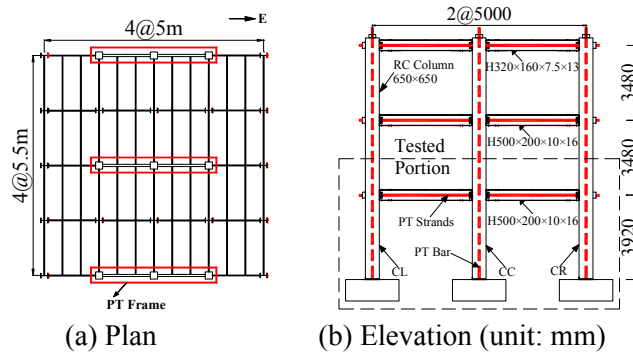 4@5m
E
4@5.5m
PT Frame
(a) Plan
2@5000
RC Column
650×650
H320×160×7.5×13
3480
Tested
Portion
H500×200×10×16
3480
PT Strands
H500×200×10×16
PT Bar
3920
CL
CC
CR
(b) Elevation (unit: mm)